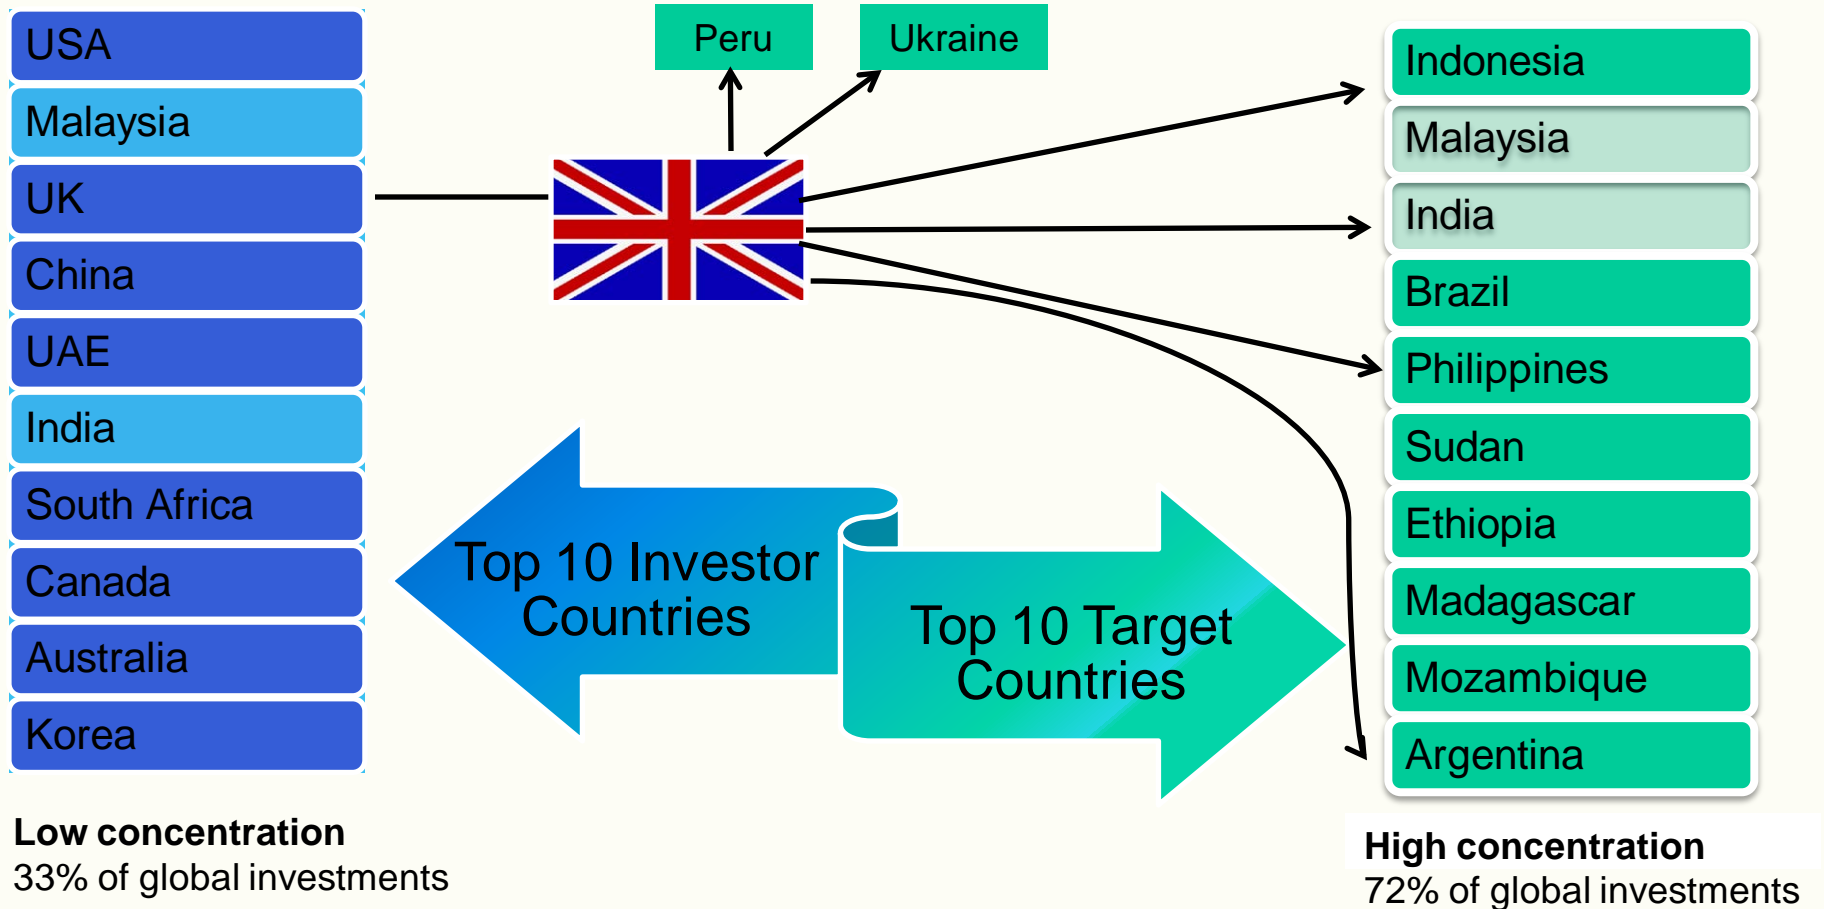 USA
Malaysia
UK
China
UAE
India
South Africa
Canada
Australia
Korea
Low concentration
33% of global investments
Peru
Ukraine
Top 10 Investor
Countries
Top 10 Target
Countries
Indonesia
Malaysia
India
Brazil
Philippines
Sudan
Ethiopia
Madagascar
Mozambique
Argentina
High concentration
72% of global investments